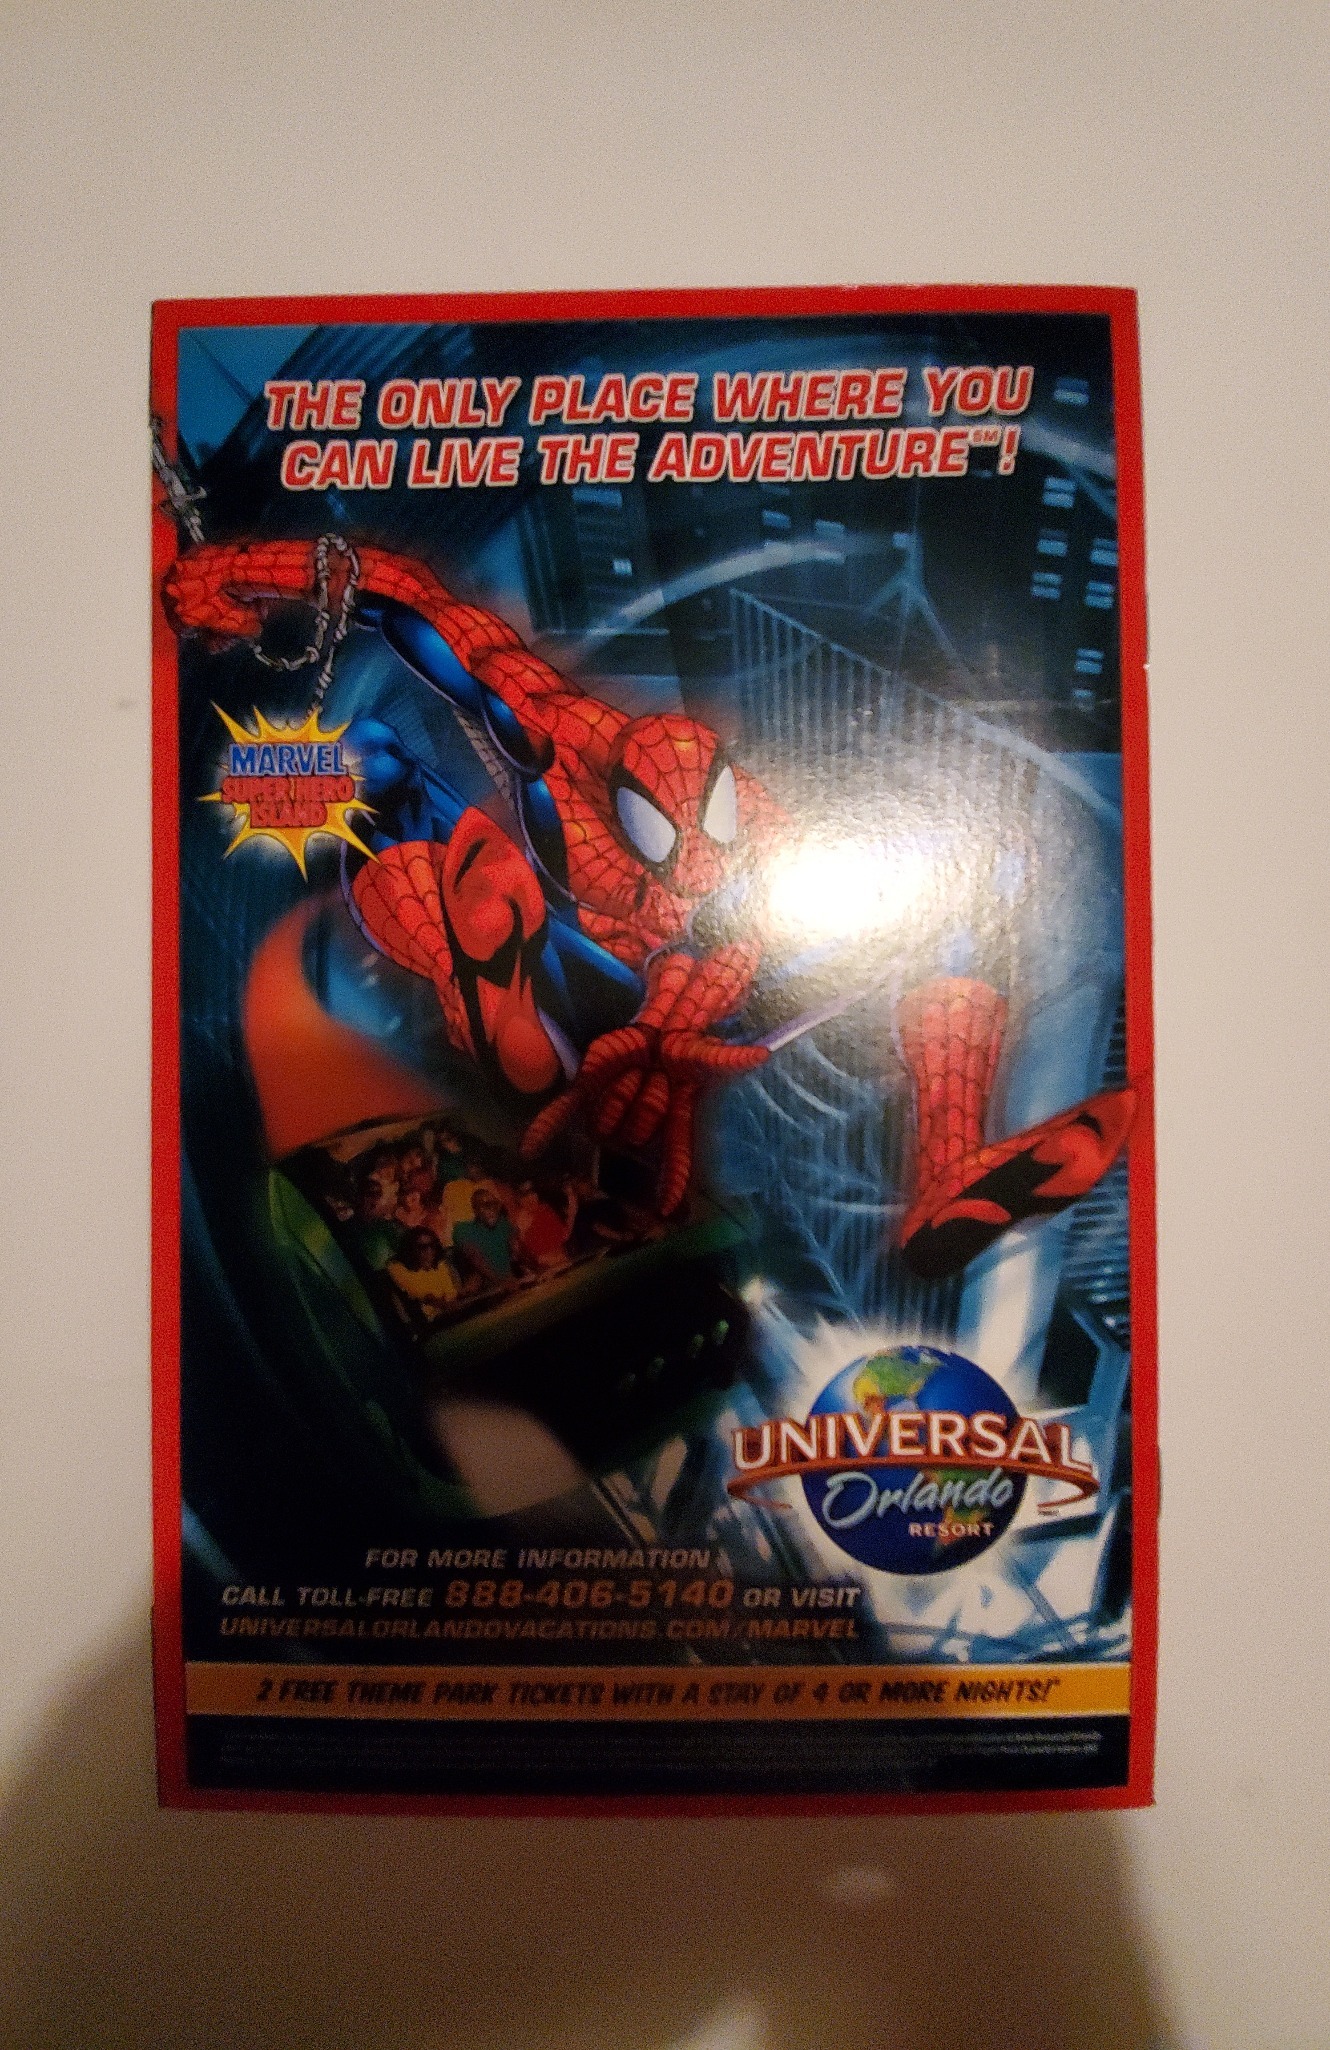 THE ONLY PLACE WHERE YOU
CAN LIVE THE ADVENTURE℠!
MARVEL
SUPER HERO
ISLAND
UNIVERSAL
Orlando
RESORT
FOR MORE INFORMATION
CALL TOLL-FREE 888-406-5140 OR VISIT
UNIVERSALORLANDOVACATIONS.COM/MARVEL
2 FREE THEME PARK TICKETS WITH A STAY OF 4 OR MORE NIGHTS!*